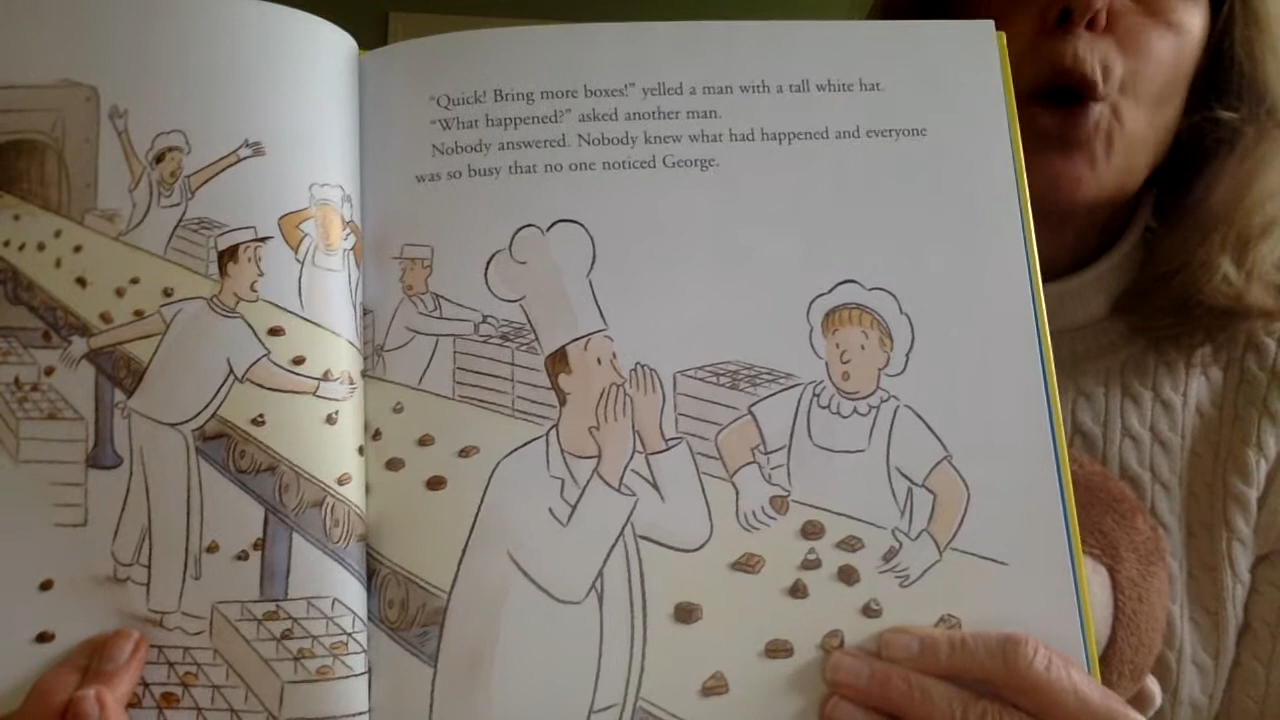 “Quick! Bring more boxes!” yelled a man with a tall white hat.
“What happened?” asked another man.
Nobody answered. Nobody knew what had happened and everyone
was so busy that no one noticed George.